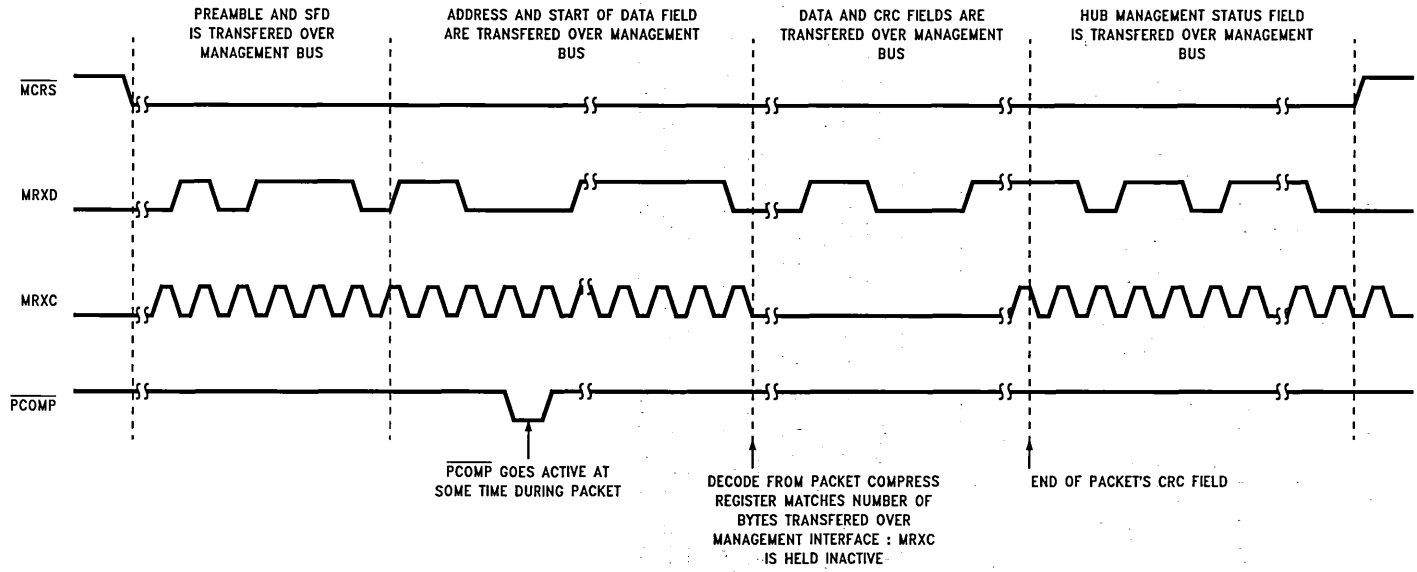 PREAMBLE AND SFD
IS TRANSFERED OVER
MANAGEMENT BUS
ADDRESS AND START OF DATA FIELD
ARE TRANSFERED OVER MANAGEMENT
BUS
DATA AND CRC FIELDS ARE
TRANSFERED OVER MANAGEMENT
BUS
HUB MANAGEMENT STATUS FIELD
IS TRANSFERED OVER MANAGEMENT
BUS
MCRS
MRXD
MRXC
PCOMP
PCOMP GOES ACTIVE AT
SOME TIME DURING PACKET
DECODE FROM PACKET COMPRESS
REGISTER MATCHES NUMBER OF
BYTES TRANSFERED OVER
MANAGEMENT INTERFACE : MRXC
IS HELD INACTIVE
END OF PACKET'S CRC FIELD